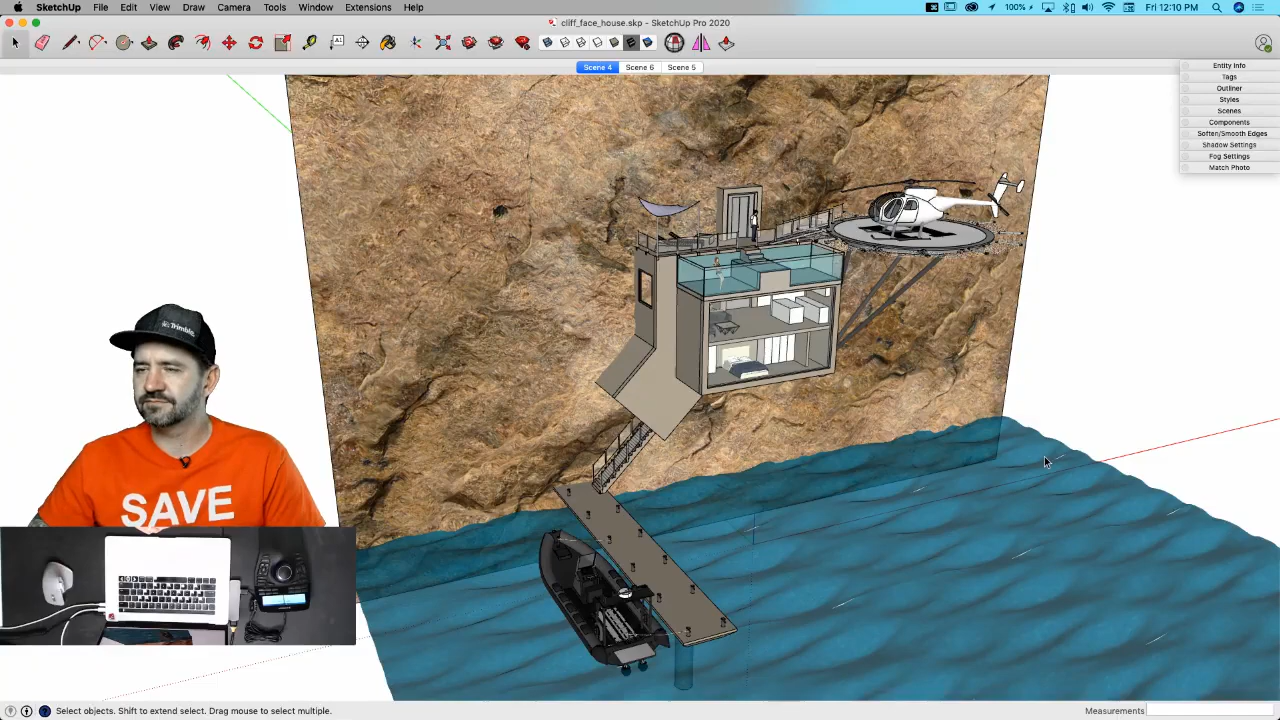 SketchUp File Edit View Draw Camera Tools Window Extensions Help
100% Fri 12:10 PM
cliff_face_house.skp - SketchUp Pro 2020
Scene 4 Scene 6 Scene 5
Entity Info
Tags
Outliner
Styles
Scenes
Components
Soften/Smooth Edges
Shadow Settings
Fog Settings
Match Photo
Trimble.
SAVE
Select objects. Shift to extend select. Drag mouse to select multiple.
Measurements